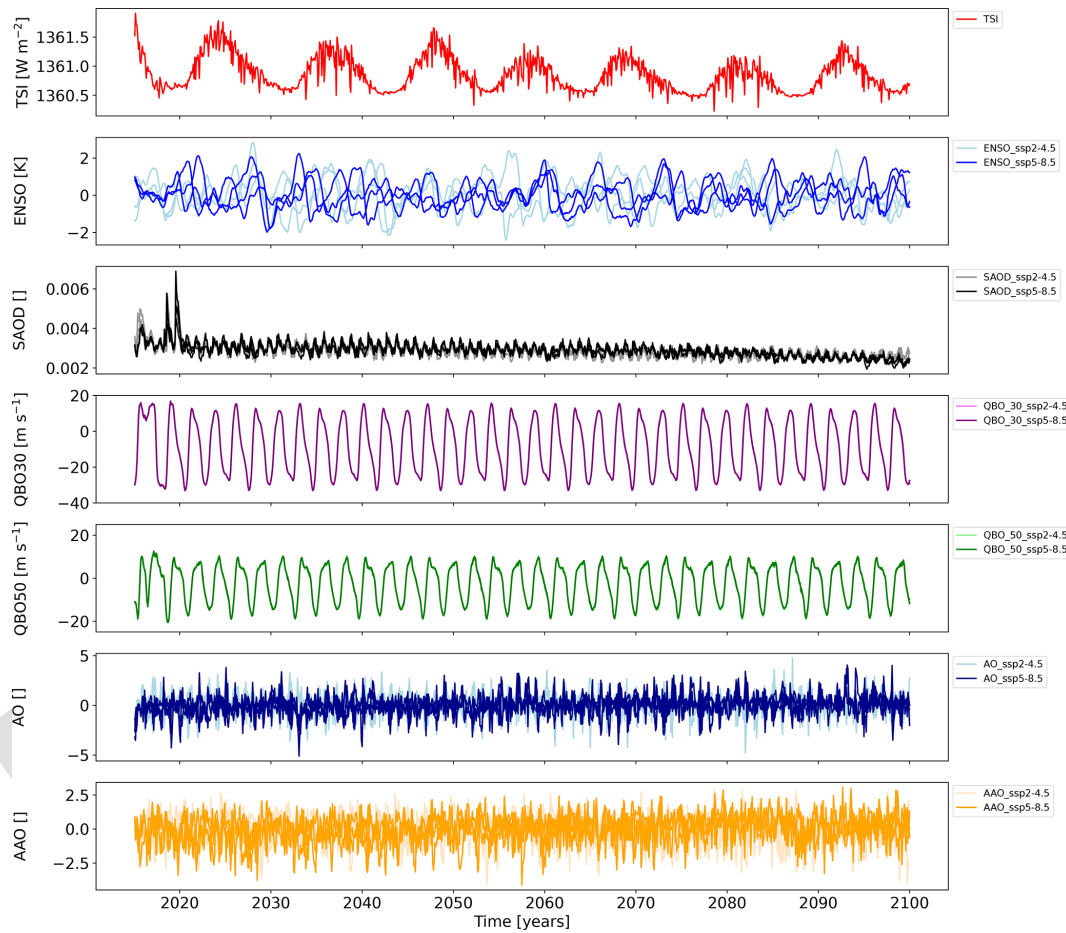 TSI [W m⁻²]
1361.5
1361.0
1360.5
TSI
ENSO [K]
2
0
−2
ENSO_ssp2-4.5
ENSO_ssp5-8.5
SAOD []
0.006
0.004
0.002
SAOD_ssp2-4.5
SAOD_ssp5-8.5
QBO30 [m s⁻¹]
20
0
−20
−40
QBO_30_ssp2-4.5
QBO_30_ssp5-8.5
QBO50 [m s⁻¹]
20
0
−20
QBO_50_ssp2-4.5
QBO_50_ssp5-8.5
AO []
5
0
−5
AO_ssp2-4.5
AO_ssp5-8.5
AAO []
2.5
0.0
−2.5
AAO_ssp2-4.5
AAO_ssp5-8.5
2020 2030 2040 2050 2060 2070 2080 2090 2100
Time [years]